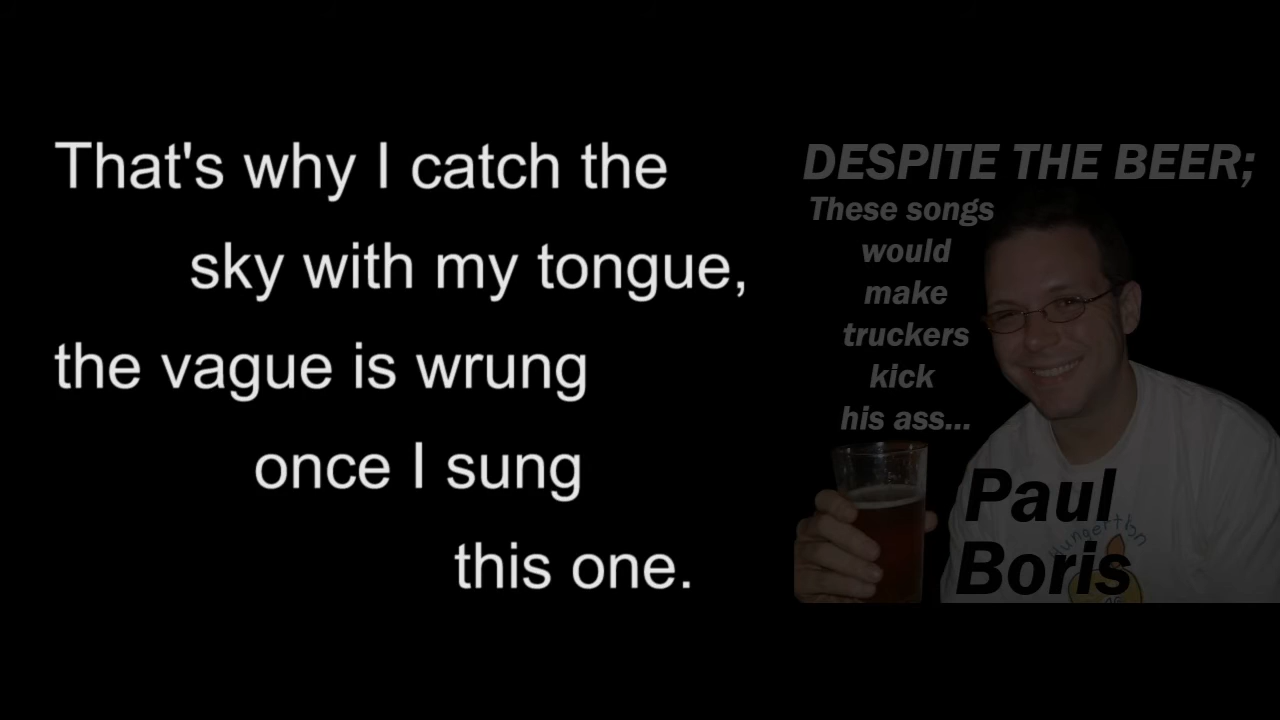 That's why I catch the
sky with my tongue,
the vague is wrung
once I sung
this one.
DESPITE THE BEER;
These songs
would
make
truckers
kick
his ass...
Paul
Boris
Hungerthon